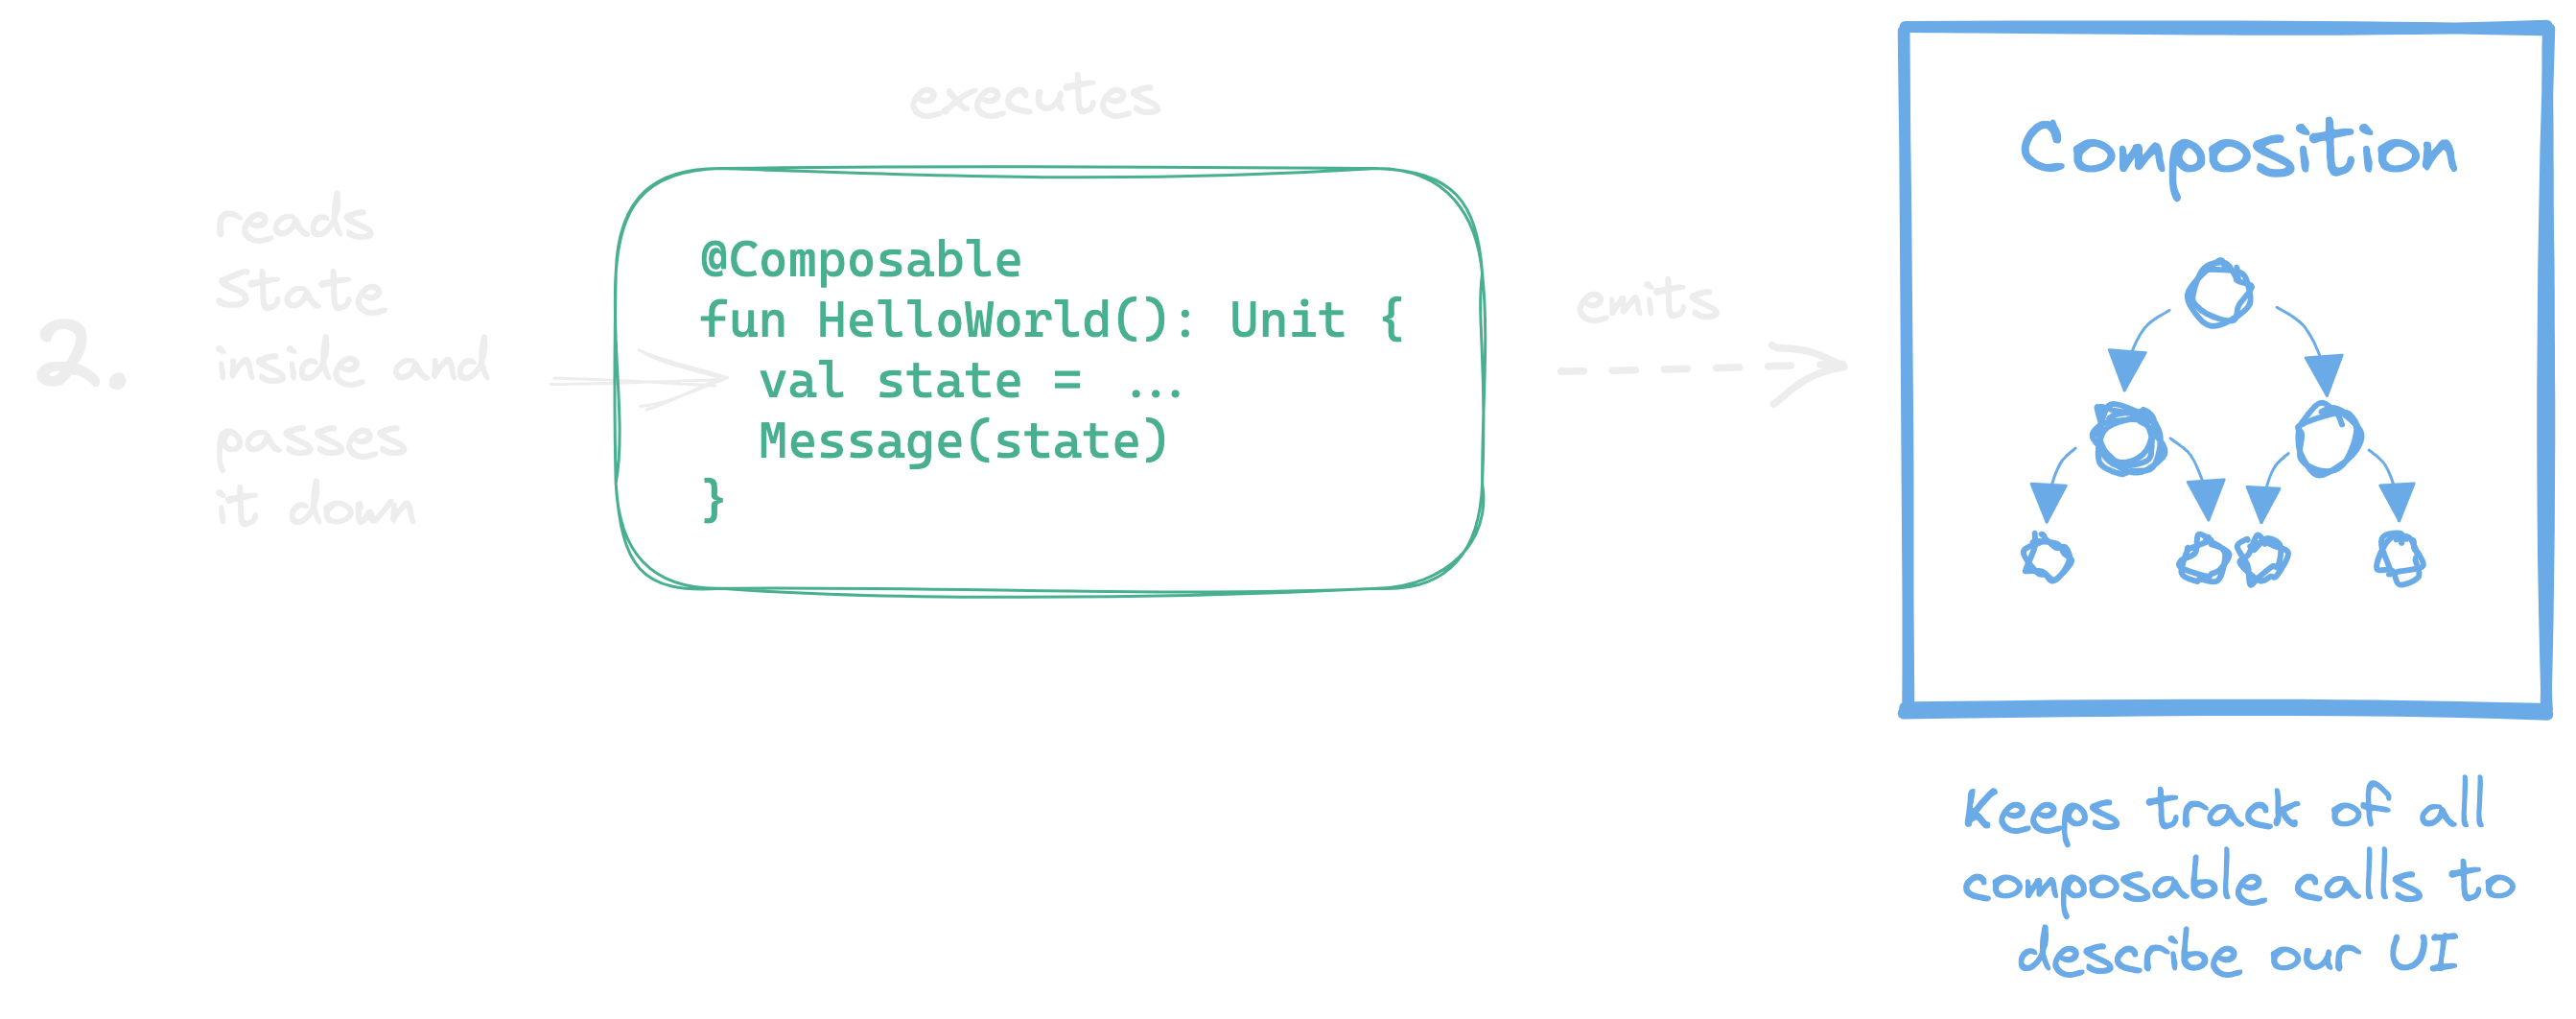 2.
reads
State
inside and
passes
it down
executes
@Composable
fun HelloWorld(): Unit {
  val state = ...
  Message(state)
}
emits
Composition
Keeps track of all
composable calls to
describe our UI